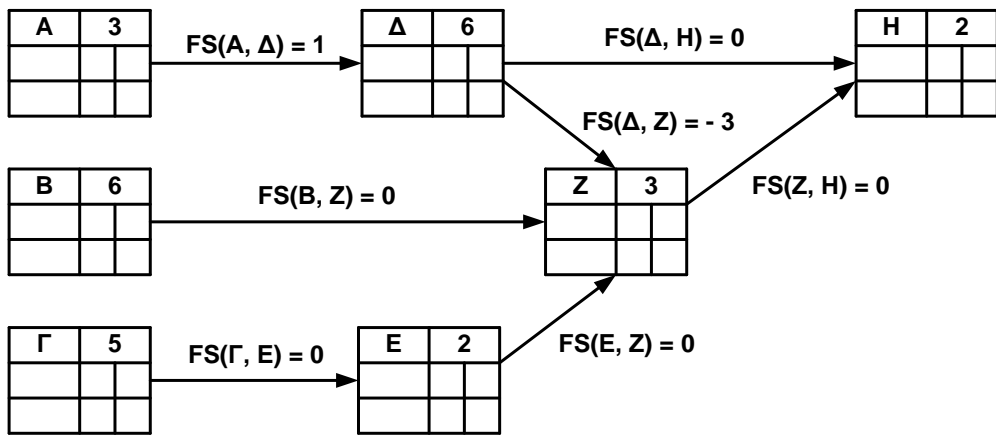 Α 3
FS(Α, Δ) = 1
Δ 6
FS(Δ, Η) = 0
Η 2
FS(Δ, Ζ) = - 3
Β 6
FS(Β, Ζ) = 0
Ζ 3
FS(Ζ, Η) = 0
Γ 5
FS(Γ, Ε) = 0
Ε 2
FS(Ε, Ζ) = 0